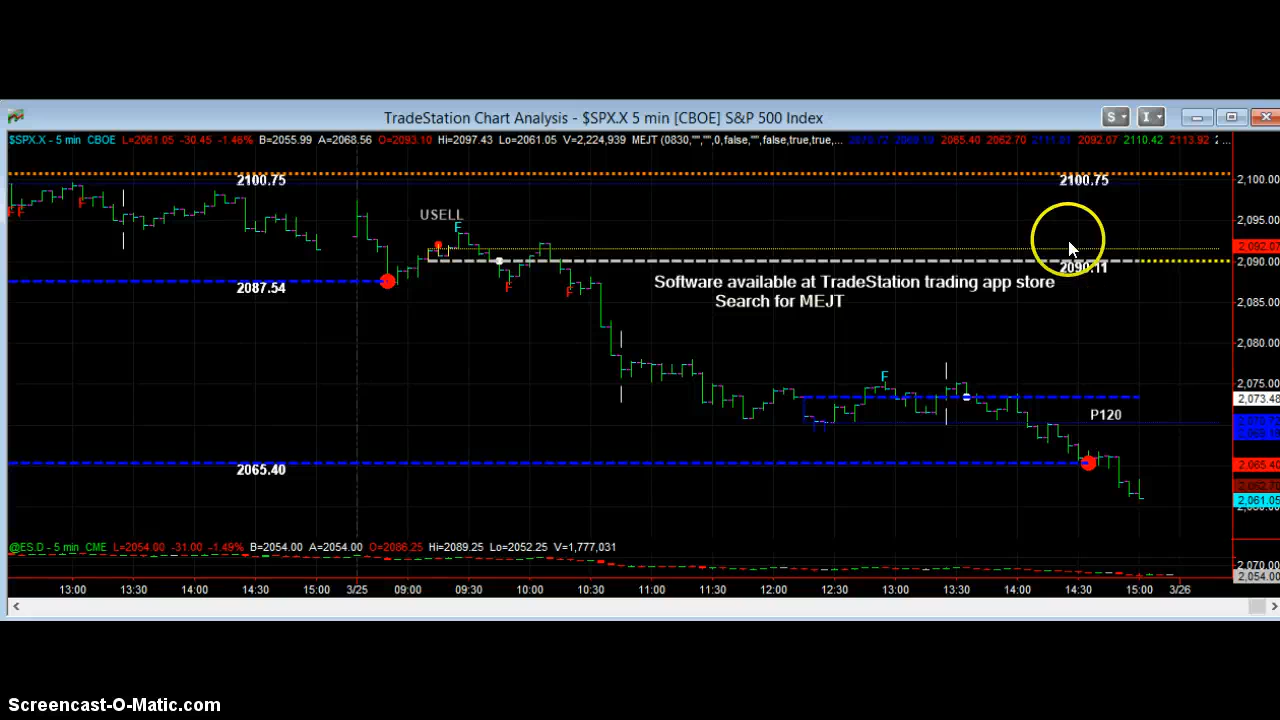 TradeStation Chart Analysis - $SPX.X 5 min [CBOE] S&P 500 Index
S I
$SPX.X - 5 min CBOE L=2061.05 -30.45 -1.46% B=2055.99 A=2068.56 O=2093.10 Hi=2097.43 Lo=2061.05 V=2,224,939 MEJT (0830,"","",0,false,"",false,true,true,... 2065.40 2062.70 2092.07 2110.42 2113.92 2 ...
2100.75 2100.75 2,100.00
USELL 2,095.00
F F F F
2,092.07
2,090.00
2090.11
2087.54
Software available at TradeStation trading app store
Search for MEJT
2,085.00
F F
2,080.00
F 2,075.00
2,073.48
P120
2065.40 2,065.40
2,061.05
@ES.D - 5 min CME L=2054.00 -31.00 -1.49% B=2054.00 A=2054.00 O=2086.25 Hi=2089.25 Lo=2052.25 V=1,777,031
2,070.00
2,054.00
13:00 13:30 14:00 14:30 15:00 3/25 09:00 09:30 10:00 10:30 11:00 11:30 12:00 12:30 13:00 13:30 14:00 14:30 15:00 3/26
Screencast-O-Matic.com